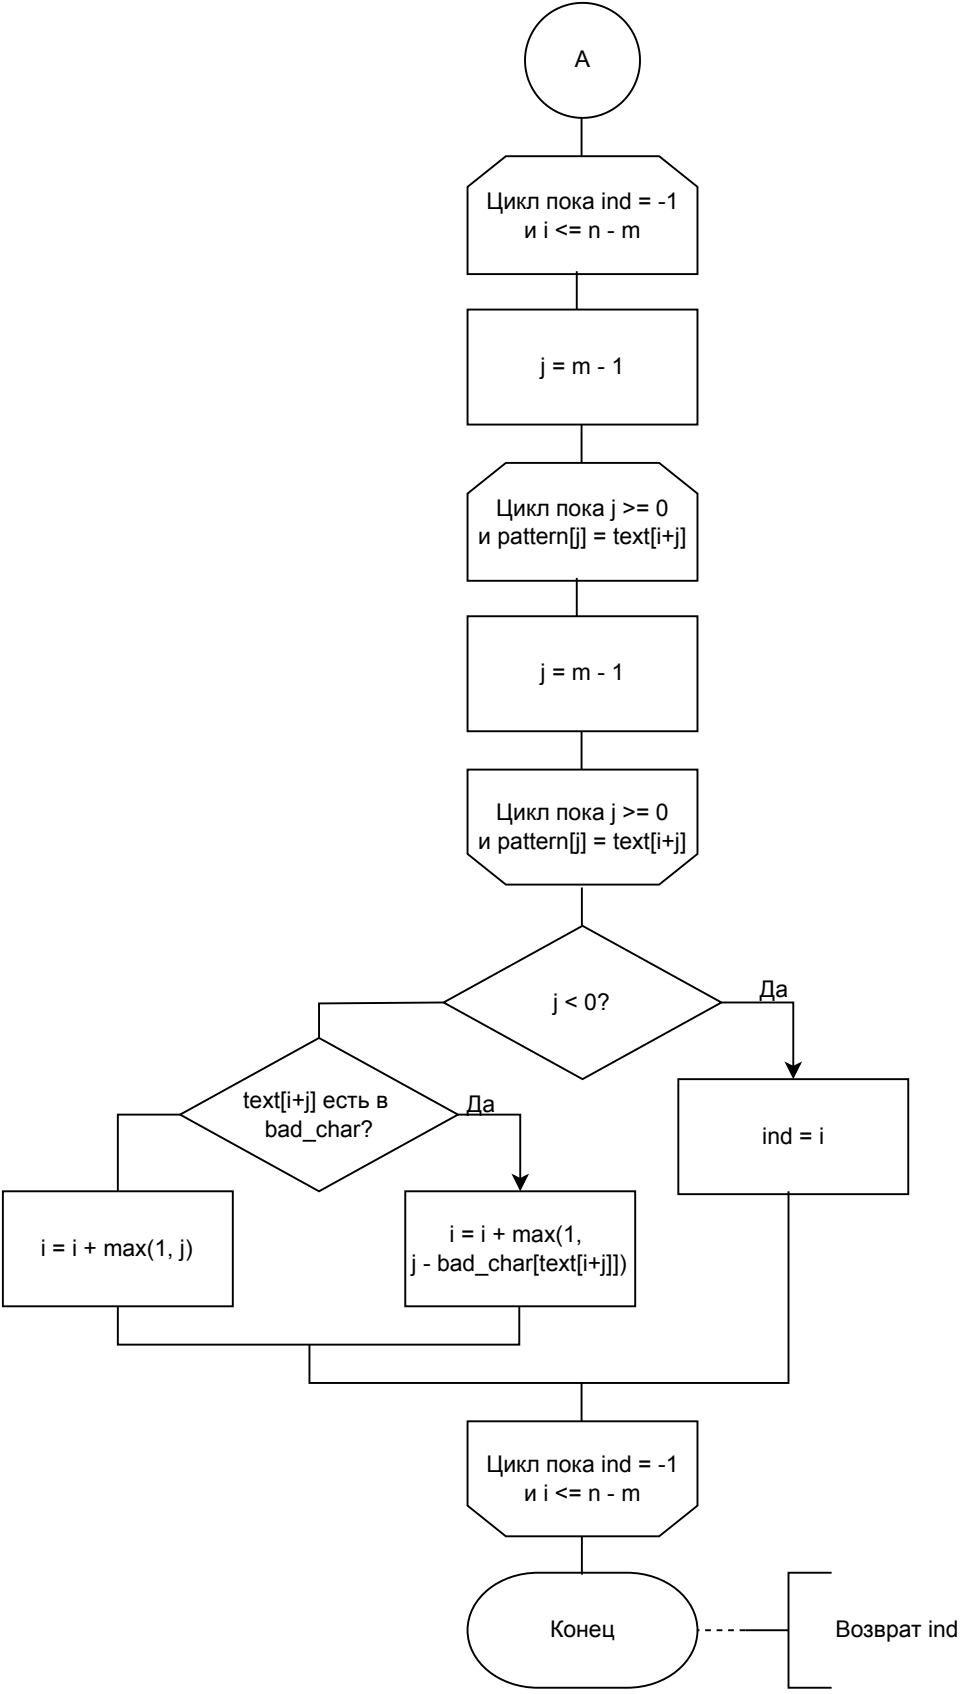 A
Цикл пока ind = -1
и i <= n - m
j = m - 1
Цикл пока j >= 0
и pattern[j] = text[i+j]
j = m - 1
Цикл пока j >= 0
и pattern[j] = text[i+j]
j < 0?
Да
text[i+j] есть в
bad_char?
Да
ind = i
i = i + max(1, j)
i = i + max(1,
j - bad_char[text[i+j]])
Цикл пока ind = -1
и i <= n - m
Конец
Возврат ind